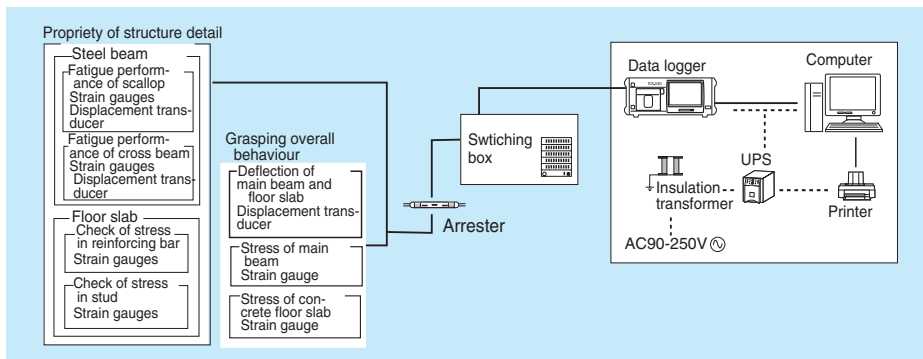 Propriety of structure detail
Steel beam
Fatigue perform-
ance of scallop
Strain gauges
Displacement trans-
ducer
Fatigue perform-
ance of cross beam
Strain gauges
Displacement trans-
ducer
Floor slab
Check of stress
in reinforcing bar
Strain gauges
Check of stress
in stud
Strain gauges
Grasping overall
behaviour
Deflection of
main beam and
floor slab
Displacement trans-
ducer
Stress of main
beam
Strain gauge
Stress of con-
crete floor slab
Strain gauge
Arrester
Swtiching
box
Data logger
Computer
UPS
Insulation
transformer
Printer
AC90-250V